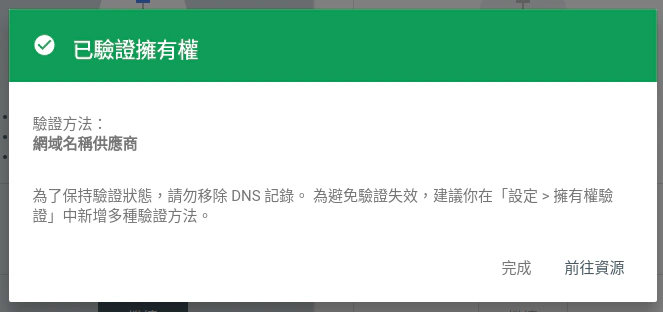 已驗證擁有權
驗證方法：
網域名稱供應商
為了保持驗證狀態，請勿移除 DNS 記錄。 為避免驗證失效，建議你在「設定 > 擁有權驗
證」中新增多種驗證方法。
完成 前往資源